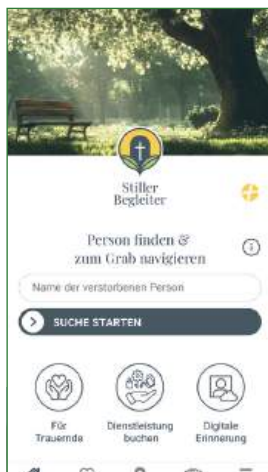 Stiller
Begleiter
Person finden &
zum Grab navigieren
Name der verstorbenen Person
SUCHE STARTEN
Für
Trauernde
Dienstleistung
buchen
Digitale
Erinnerung